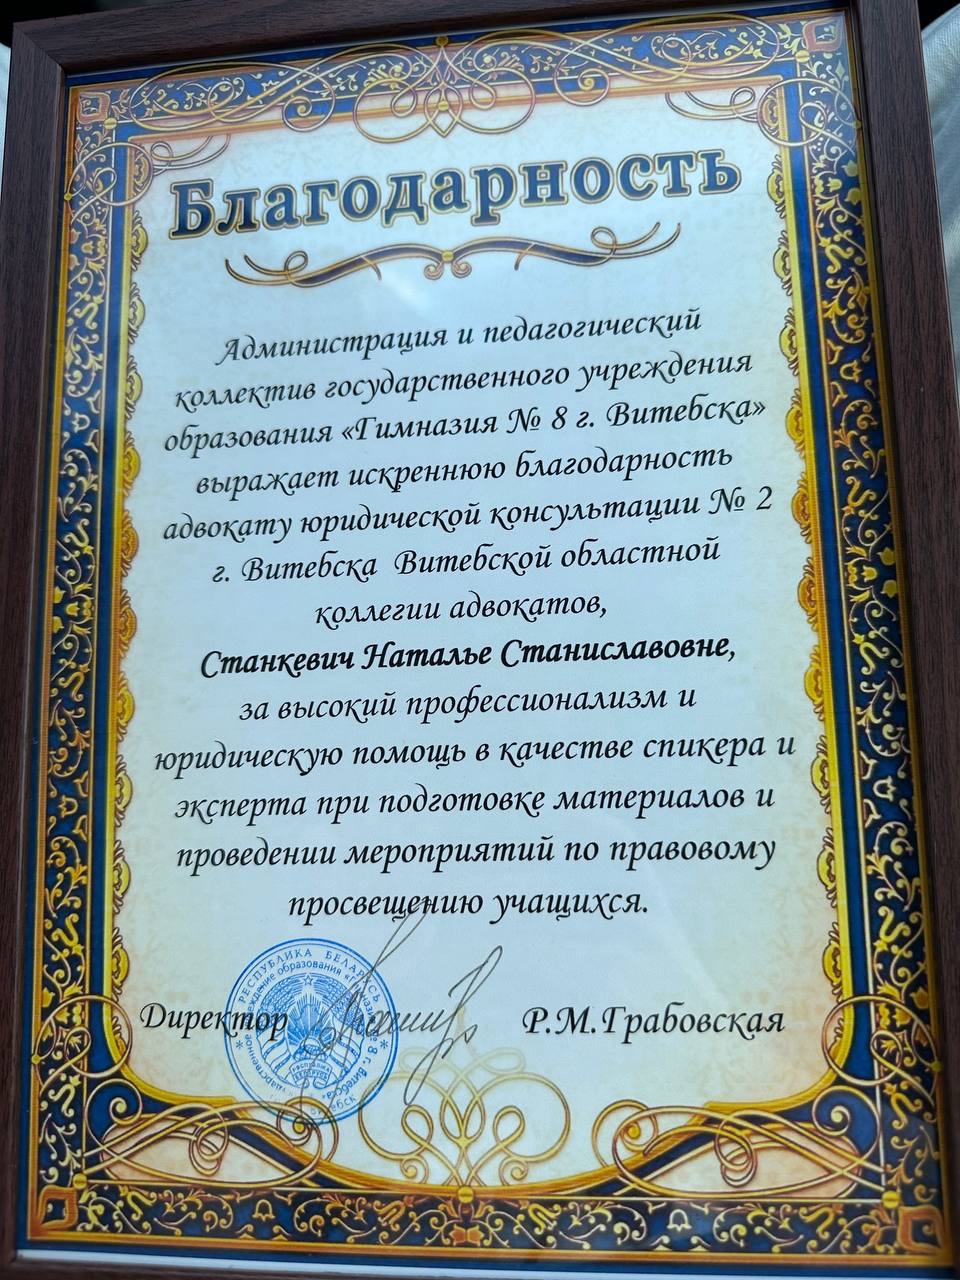 Благодарность
Администрация и педагогический
коллектив государственного учреждения
образования «Гимназия № 8 г. Витебска»
выражает искреннюю благодарность
адвокату юридической консультации № 2
г. Витебска Витебской областной
коллегии адвокатов,
Станкевич Наталье Станиславовне,
за высокий профессионализм и
юридическую помощь в качестве спикера и
эксперта при подготовке материалов и
проведении мероприятий по правовому
просвещению учащихся.
Директор Р.М.Грабовская
РЕСПУБЛИКА БЕЛАРУСЬ